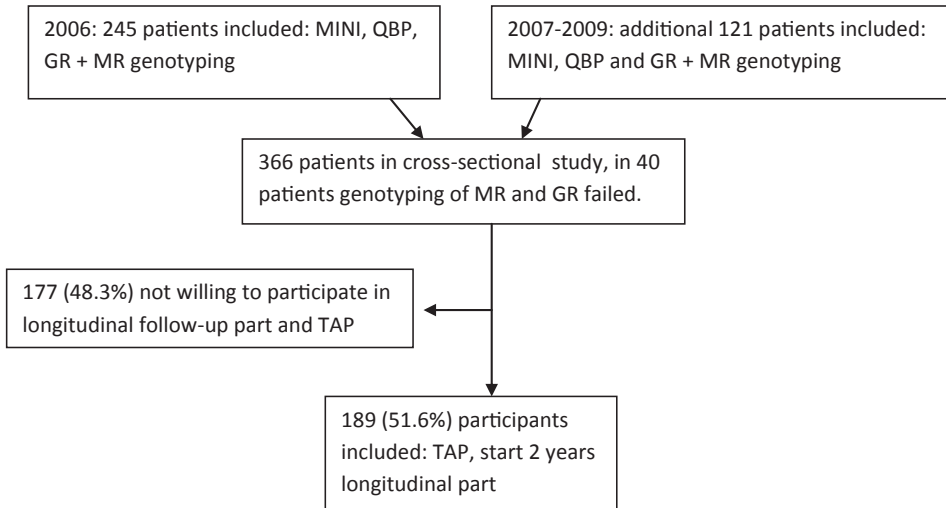 2006: 245 patients included: MINI, QBP,
GR + MR genotyping
2007-2009: additional 121 patients included:
MINI, QBP and GR + MR genotyping
366 patients in cross-sectional study, in 40
patients genotyping of MR and GR failed.
177 (48.3%) not willing to participate in
longitudinal follow-up part and TAP
189 (51.6%) participants
included: TAP, start 2 years
longitudinal part